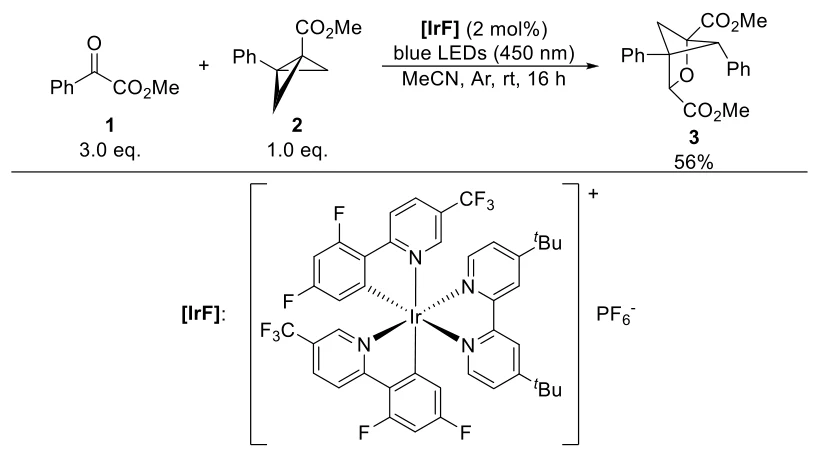 O
Ph
CO₂Me
1
3.0 eq.
+
CO₂Me
Ph
2
1.0 eq.
[IrF] (2 mol%)
blue LEDs (450 nm)
MeCN, Ar, rt, 16 h
CO₂Me
Ph
Ph
O
CO₂Me
3
56%
[IrF]:
F
CF₃
N
F
ᵗBu
N
Ir
F₃C
N
N
ᵗBu
F
F
+
PF₆⁻